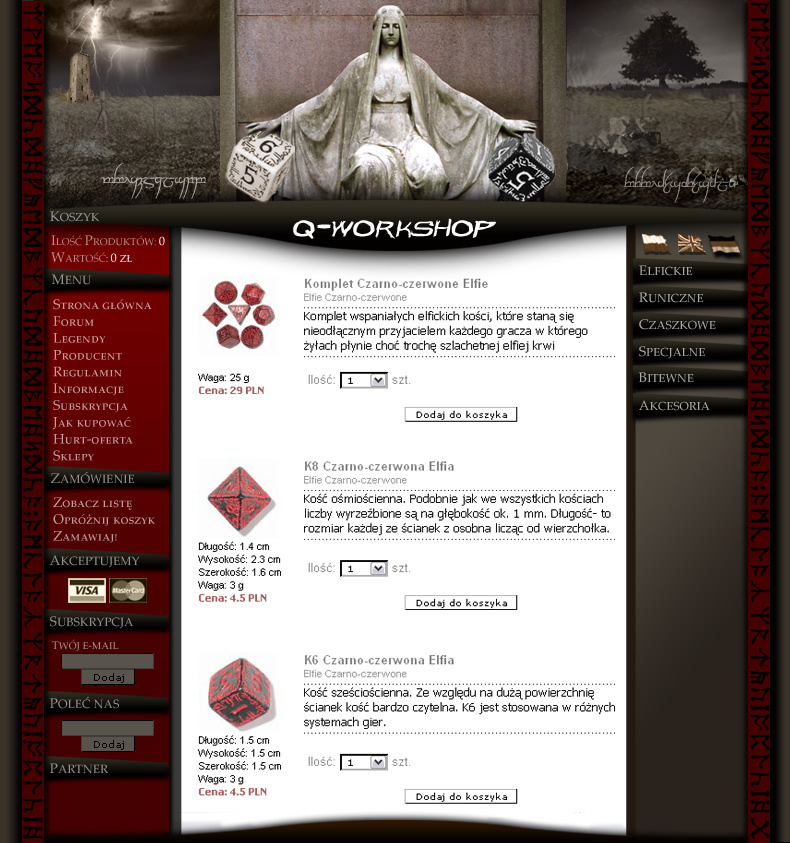 6
5
5
Q-WORKSHOP
Koszyk
Ilość Produktów: 0
Wartość: 0 zł
Menu
Strona główna
Forum
Legendy
Producent
Regulamin
Informacje
Subskrypcja
Jak kupować
Hurt-oferta
Sklepy
Zamówienie
Zobacz listę
Opróżnij koszyk
Zamawiaj!
Akceptujemy
VISA MasterCard
Subskrypcja
Twój e-mail
Dodaj
Poleć nas
Dodaj
Partner
Komplet Czarno-czerwone Elfie
Elfie Czarno-czerwone
Komplet wspaniałych elfickich kości, które staną się
nieodłącznym przyjacielem każdego gracza w którego
żyłach płynie choć trochę szlachetnej elfiej krwi
Waga: 25 g
Cena: 29 PLN
Ilość: 1 szt.
Dodaj do koszyka
K8 Czarno-czerwona Elfia
Elfie Czarno-czerwone
Kość ośmiościenna. Podobnie jak we wszystkich kościach
liczby wyrzeźbione są na głębokość ok. 1 mm. Długość- to
rozmiar każdej ze ścianek z osobna licząc od wierzchołka.
Długość: 1.4 cm
Wysokość: 2.3 cm
Szerokość: 1.6 cm
Waga: 3 g
Cena: 4.5 PLN
Ilość: 1 szt.
Dodaj do koszyka
K6 Czarno-czerwona Elfia
Elfie Czarno-czerwone
Kość sześciościenna. Ze względu na dużą powierzchnię
ścianek kość bardzo czytelna. K6 jest stosowana w różnych
systemach gier.
Długość: 1.5 cm
Wysokość: 1.5 cm
Szerokość: 1.5 cm
Waga: 3 g
Cena: 4.5 PLN
Ilość: 1 szt.
Dodaj do koszyka
Elfickie
Runiczne
Czaszkowe
Specjalne
Bitewne
Akcesoria